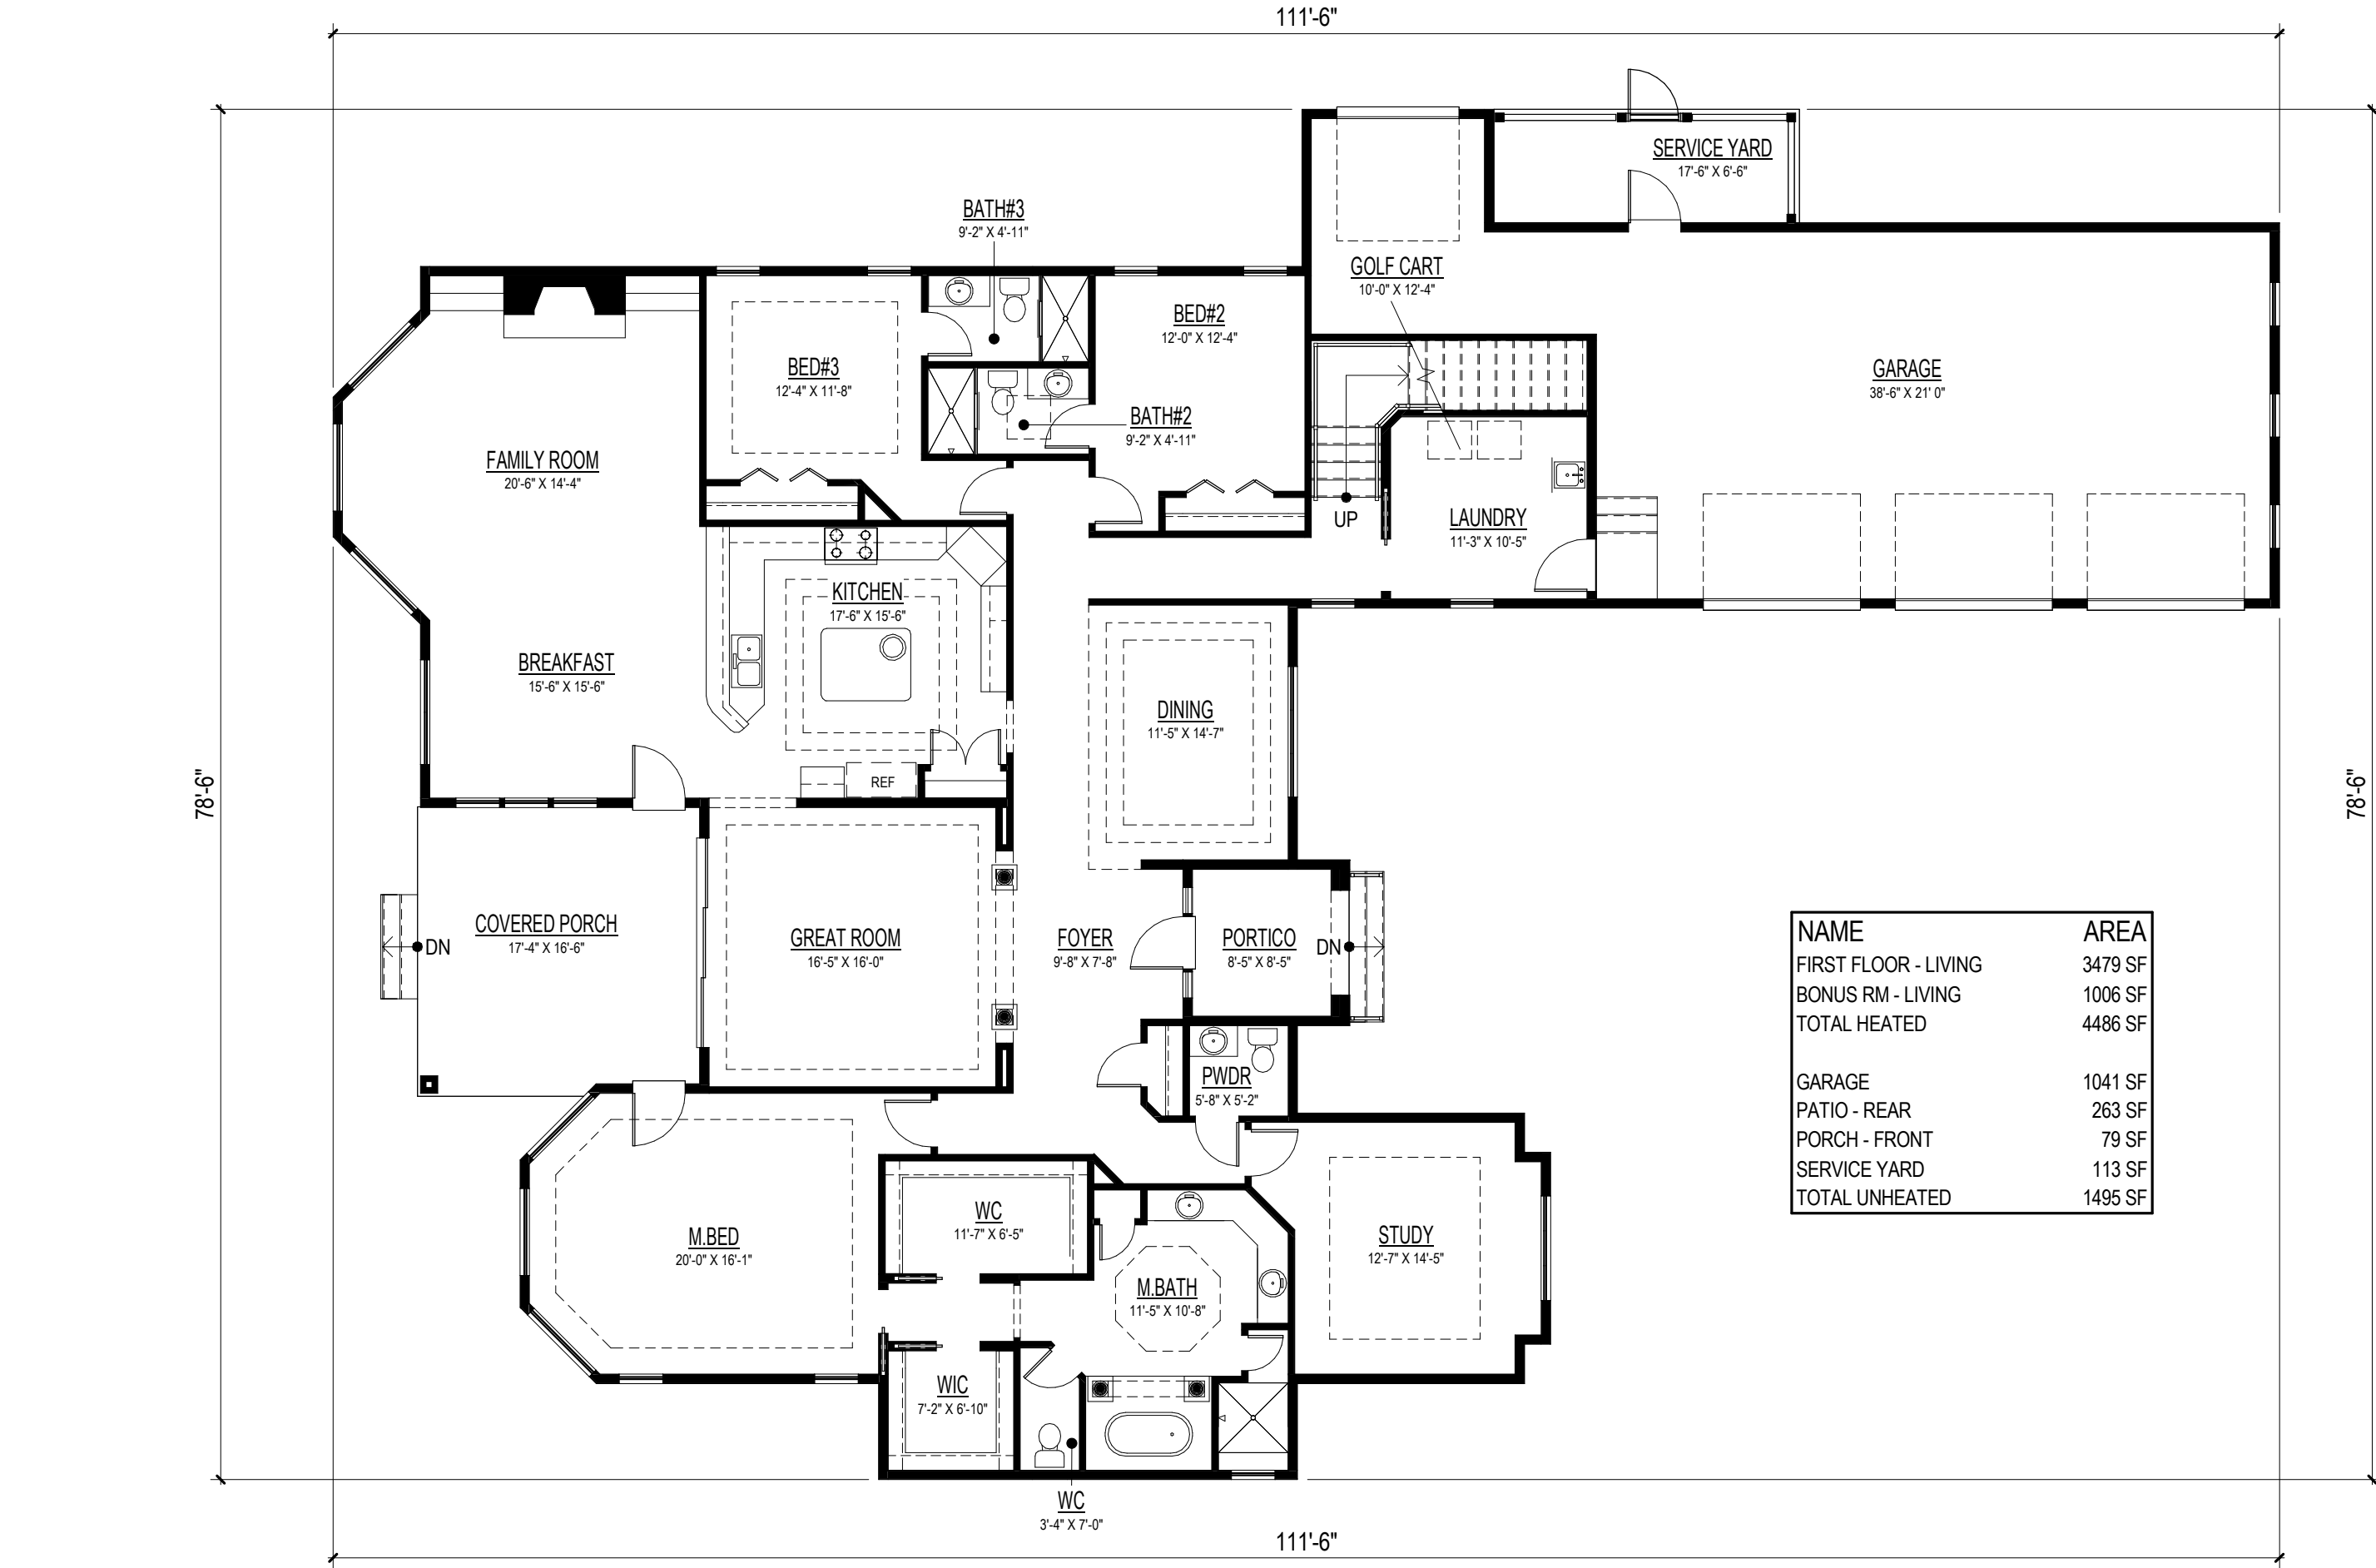 111'-6"
SERVICE YARD
17'-6" X 6'-6"
BATH#3
9'-2" X 4'-11"
GOLF CART
10'-0" X 12'-4"
BED#2
12'-0" X 12'-4"
BED#3
12'-4" X 11'-8"
GARAGE
38'-6" X 21' 0"
BATH#2
9'-2" X 4'-11"
FAMILY ROOM
20'-6" X 14'-4"
UP
LAUNDRY
11'-3" X 10'-5"
KITCHEN
17'-6" X 15'-6"
BREAKFAST
15'-6" X 15'-6"
DINING
11'-5" X 14'-7"
REF
78'-6"
78'-6"
COVERED PORCH
17'-4" X 16'-6"
DN
GREAT ROOM
16'-5" X 16'-0"
FOYER
9'-8" X 7'-8"
PORTICO
8'-5" X 8'-5"
DN
NAME AREA
FIRST FLOOR - LIVING 3479 SF
BONUS RM - LIVING 1006 SF
TOTAL HEATED 4486 SF
GARAGE 1041 SF
PATIO - REAR 263 SF
PORCH - FRONT 79 SF
SERVICE YARD 113 SF
TOTAL UNHEATED 1495 SF
PWDR
5'-8" X 5'-2"
WC
11'-7" X 6'-5"
M.BED
20'-0" X 16'-1"
STUDY
12'-7" X 14'-5"
M.BATH
11'-5" X 10'-8"
WIC
7'-2" X 6'-10"
WC
3'-4" X 7'-0"
111'-6"